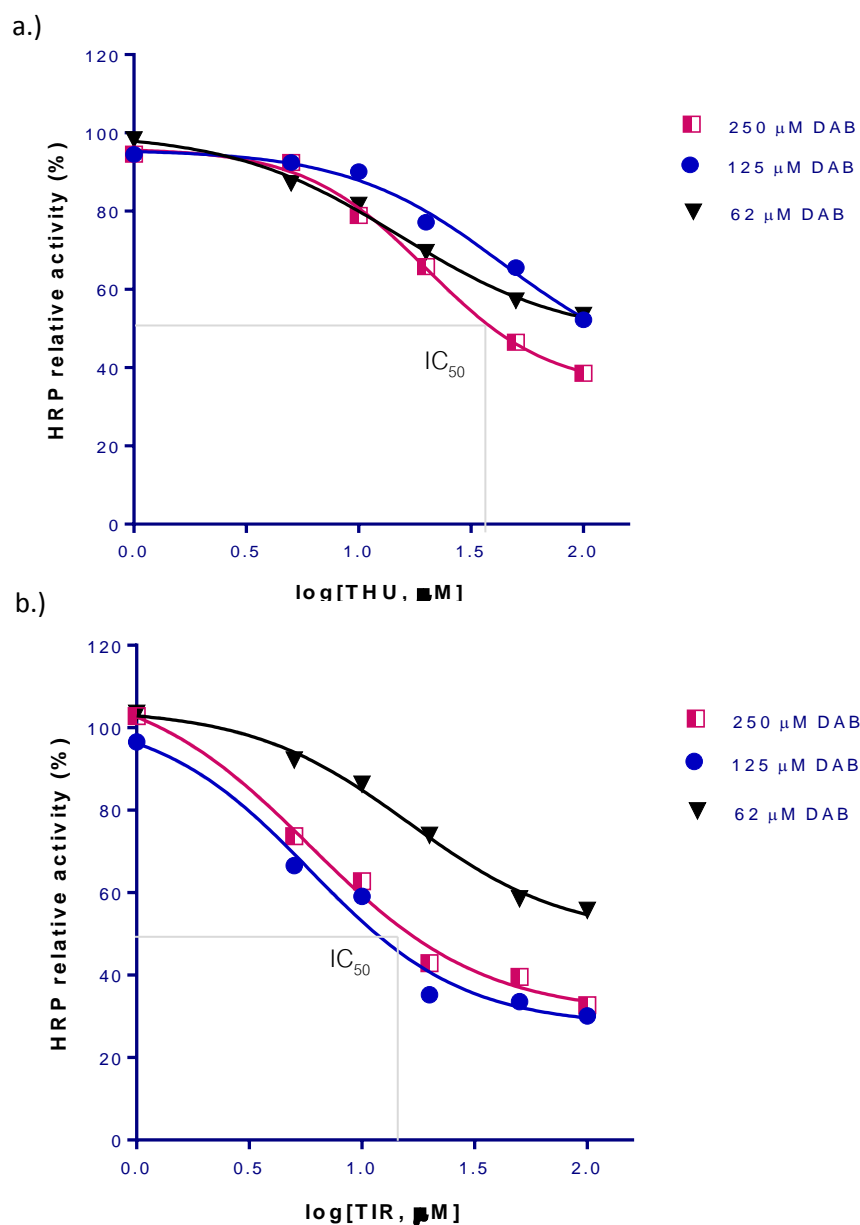 a.)
120
100
80
60
40
20
0
0.0 0.5 1.0 1.5 2.0
HRP relative activity (%)
log[THU, μM]
IC50
250 μM DAB
125 μM DAB
62 μM DAB
b.)
120
100
80
60
40
20
0
0.0 0.5 1.0 1.5 2.0
HRP relative activity (%)
log[TIR, μM]
IC50
250 μM DAB
125 μM DAB
62 μM DAB